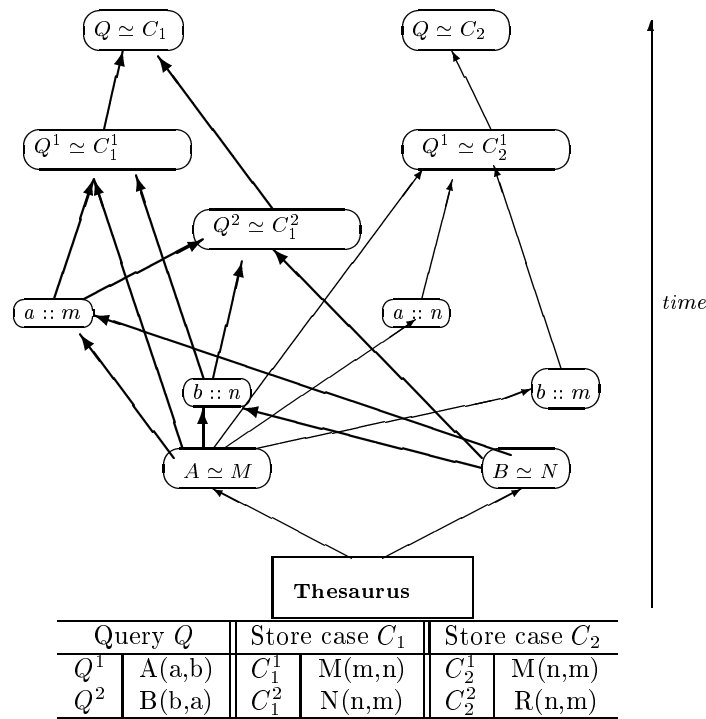 Q ≃ C₁ Q ≃ C₂
Q¹ ≃ C₁¹ Q¹ ≃ C₂¹
Q² ≃ C₁²
a :: m a :: n time
b :: n b :: m
A ≃ M B ≃ N
Thesaurus
Query Q Store case C₁ Store case C₂
Q¹ A(a,b) C₁¹ M(m,n) C₂¹ M(n,m)
Q² B(b,a) C₁² N(n,m) C₂² R(n,m)